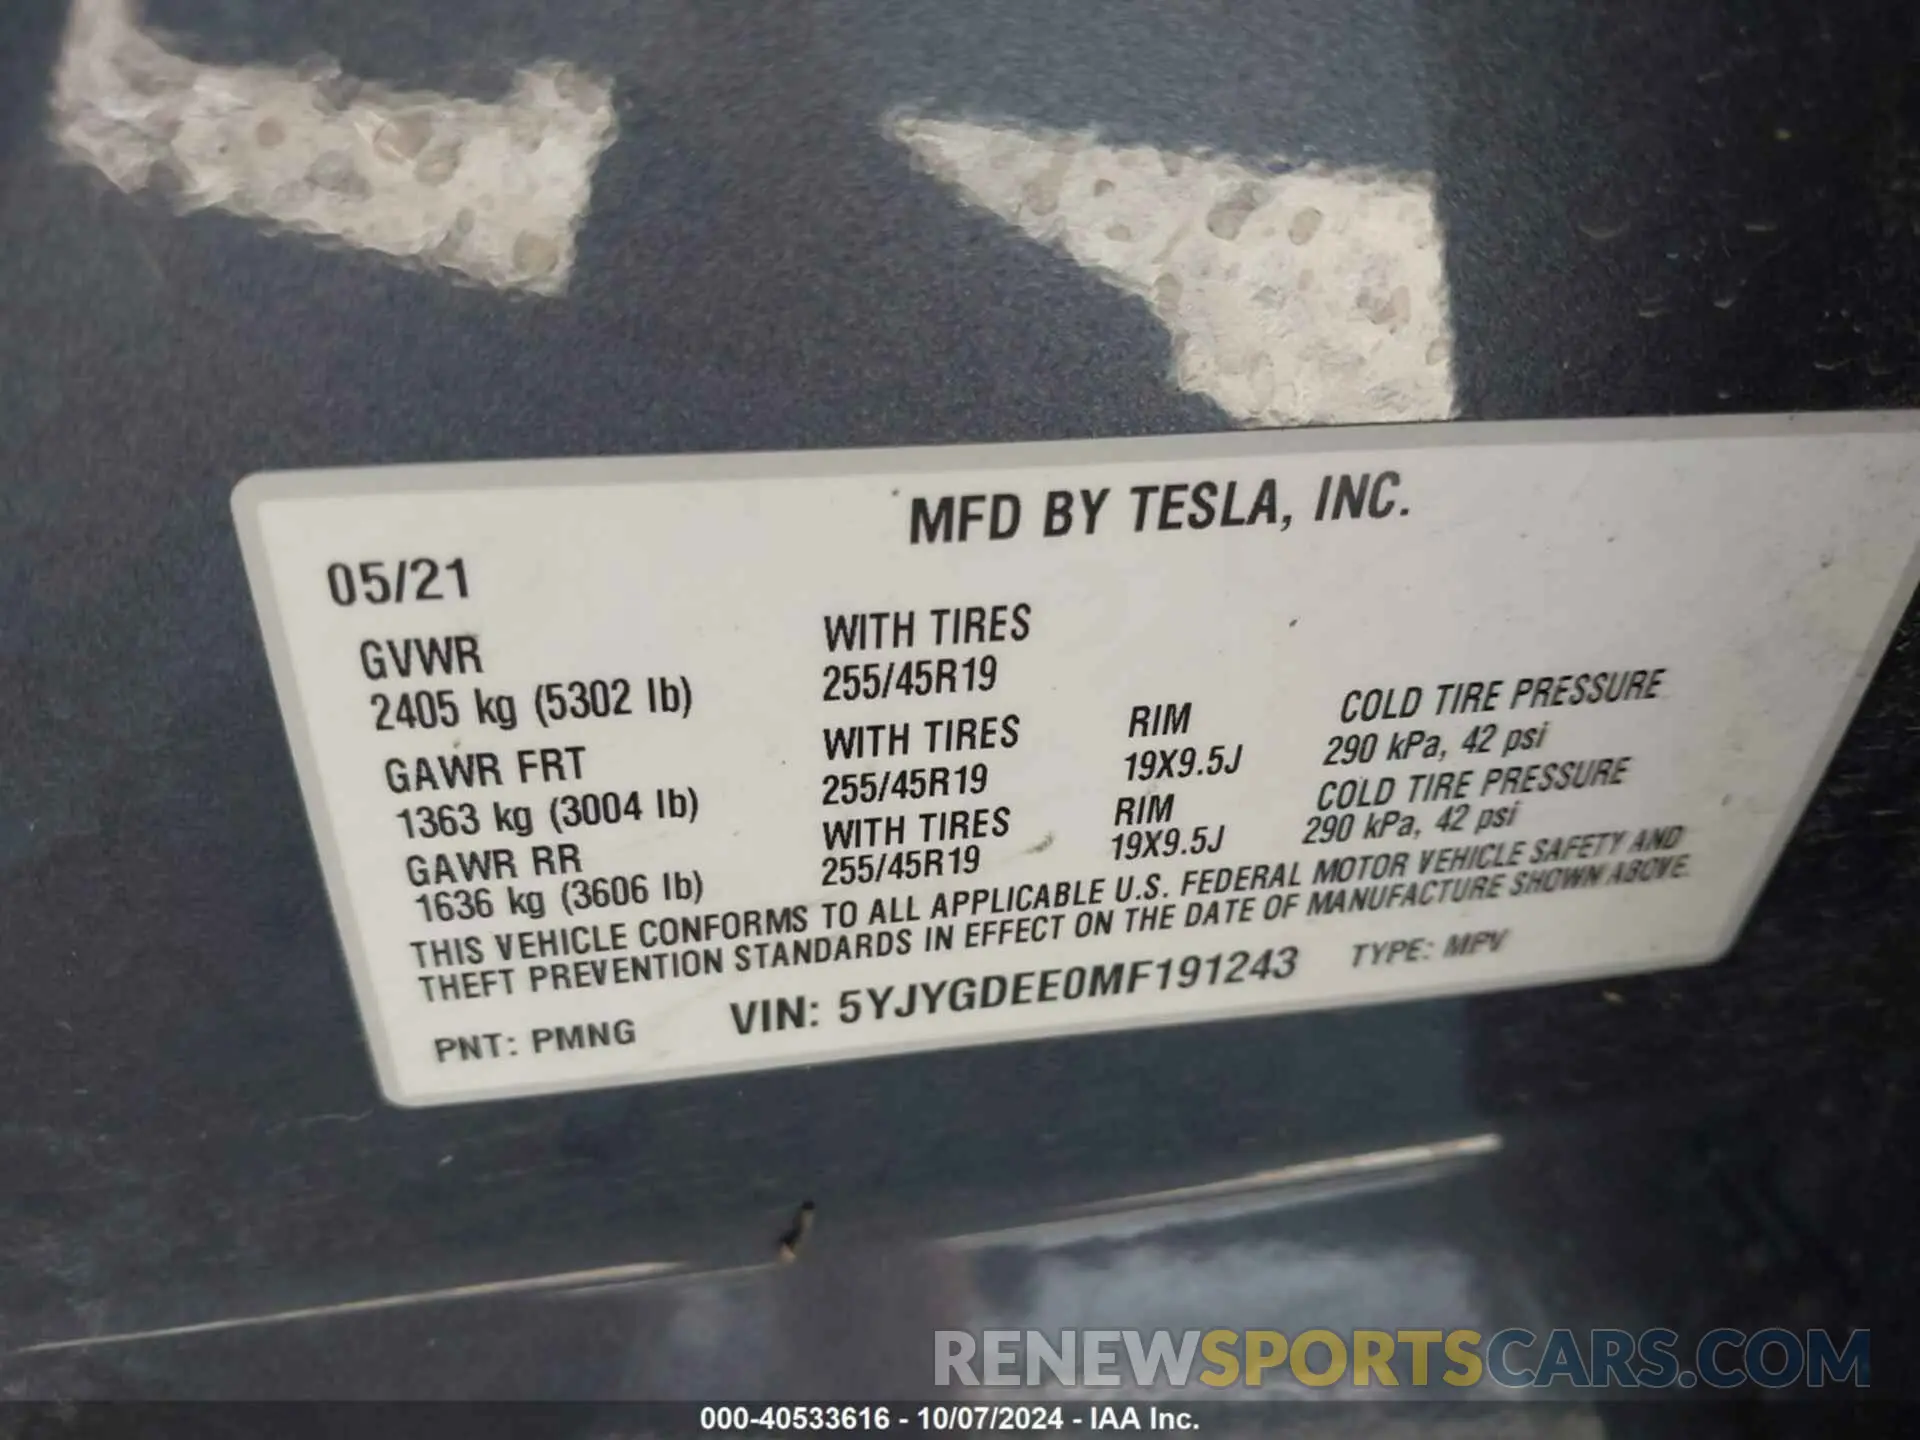 MFD BY TESLA, INC.
05/21
GVWR WITH TIRES
2405 kg (5302 lb) 255/45R19
GAWR FRT WITH TIRES RIM COLD TIRE PRESSURE
1363 kg (3004 lb) 255/45R19 19X9.5J 290 kPa, 42 psi
GAWR RR WITH TIRES RIM COLD TIRE PRESSURE
1636 kg (3606 lb) 255/45R19 19X9.5J 290 kPa, 42 psi
THIS VEHICLE CONFORMS TO ALL APPLICABLE U.S. FEDERAL MOTOR VEHICLE SAFETY AND
THEFT PREVENTION STANDARDS IN EFFECT ON THE DATE OF MANUFACTURE SHOWN ABOVE.
PNT: PMNG VIN: 5YJYGDEE0MF191243 TYPE: MPV
RENEWSPORTSCARS.COM
000-40533616 - 10/07/2024 - IAA Inc.